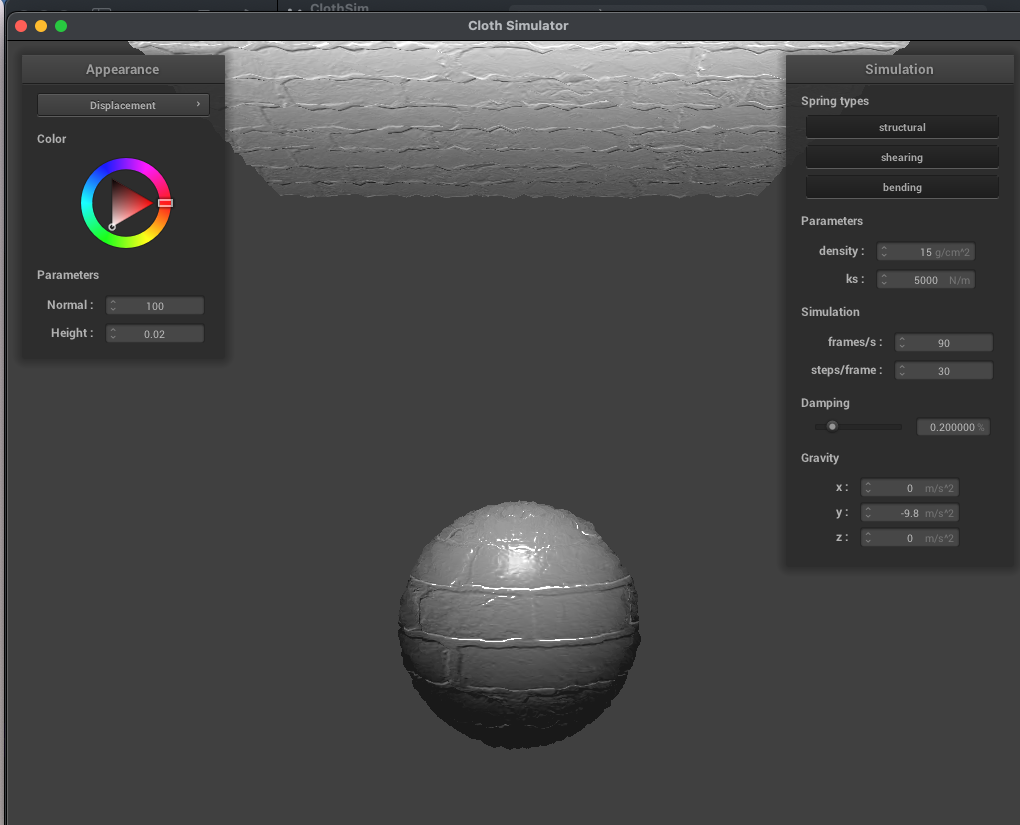 ClothSim
Cloth Simulator
Appearance
Displacement
Color
Parameters
Normal : 100
Height : 0.02
Simulation
Spring types
structural
shearing
bending
Parameters
density : 15 g/cm^2
ks : 5000 N/m
Simulation
frames/s : 90
steps/frame : 30
Damping
0.200000 %
Gravity
x : 0 m/s^2
y : -9.8 m/s^2
z : 0 m/s^2